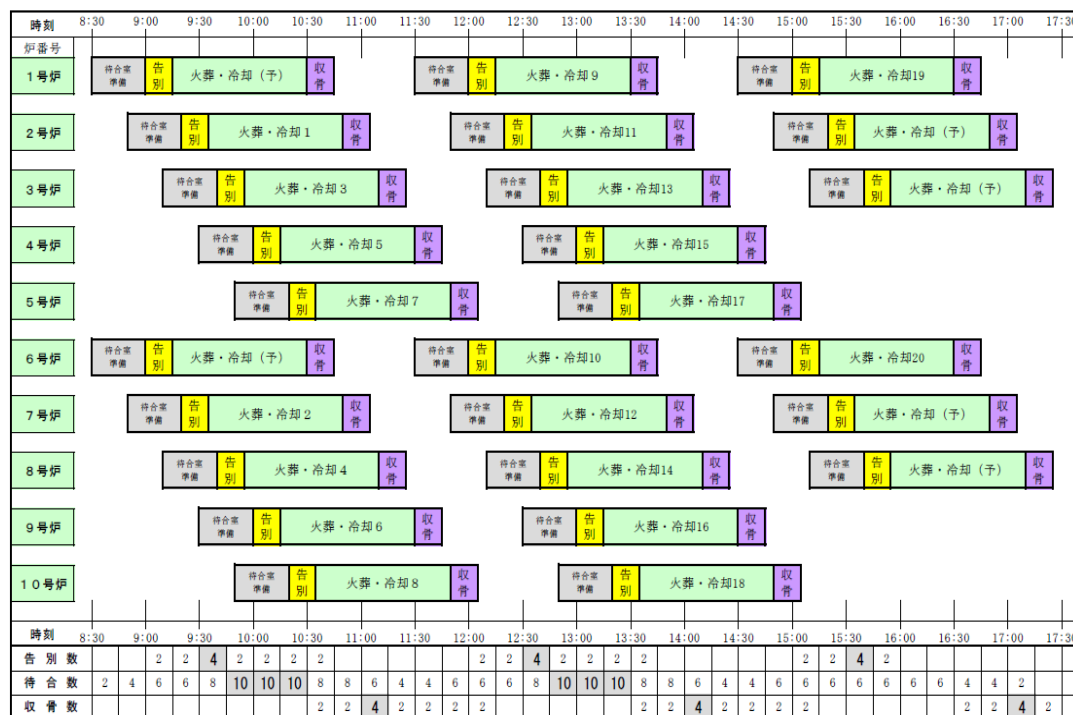 時刻 8:30 9:00 9:30 10:00 10:30 11:00 11:30 12:00 12:30 13:00 13:30 14:00 14:30 15:00 15:30 16:00 16:30 17:00 17:30
炉番号
1号炉 待合室準備 告別 火葬・冷却(予) 収骨 待合室準備 告別 火葬・冷却9 収骨 待合室準備 告別 火葬・冷却19 収骨
2号炉 待合室準備 告別 火葬・冷却1 収骨 待合室準備 告別 火葬・冷却11 収骨 待合室準備 告別 火葬・冷却(予) 収骨
3号炉 待合室準備 告別 火葬・冷却3 収骨 待合室準備 告別 火葬・冷却13 収骨 待合室準備 告別 火葬・冷却(予) 収骨
4号炉 待合室準備 告別 火葬・冷却5 収骨 待合室準備 告別 火葬・冷却15 収骨
5号炉 待合室準備 告別 火葬・冷却7 収骨 待合室準備 告別 火葬・冷却17 収骨
6号炉 待合室準備 告別 火葬・冷却(予) 収骨 待合室準備 告別 火葬・冷却10 収骨 待合室準備 告別 火葬・冷却20 収骨
7号炉 待合室準備 告別 火葬・冷却2 収骨 待合室準備 告別 火葬・冷却12 収骨 待合室準備 告別 火葬・冷却(予) 収骨
8号炉 待合室準備 告別 火葬・冷却4 収骨 待合室準備 告別 火葬・冷却14 収骨 待合室準備 告別 火葬・冷却(予) 収骨
9号炉 待合室準備 告別 火葬・冷却6 収骨 待合室準備 告別 火葬・冷却16 収骨
10号炉 待合室準備 告別 火葬・冷却8 収骨 待合室準備 告別 火葬・冷却18 収骨
時刻 8:30 9:00 9:30 10:00 10:30 11:00 11:30 12:00 12:30 13:00 13:30 14:00 14:30 15:00 15:30 16:00 16:30 17:00 17:30
告別数 2 2 4 2 2 2 2 2 2 4 2 2 2 2 2 2 4 2
待合数 2 4 6 6 8 10 10 10 8 8 6 4 4 6 6 6 8 10 10 10 8 8 6 4 4 6 6 6 6 6 6 6 4 4 2
収骨数 2 2 4 2 2 2 2 2 2 4 2 2 2 2 2 2 4 2